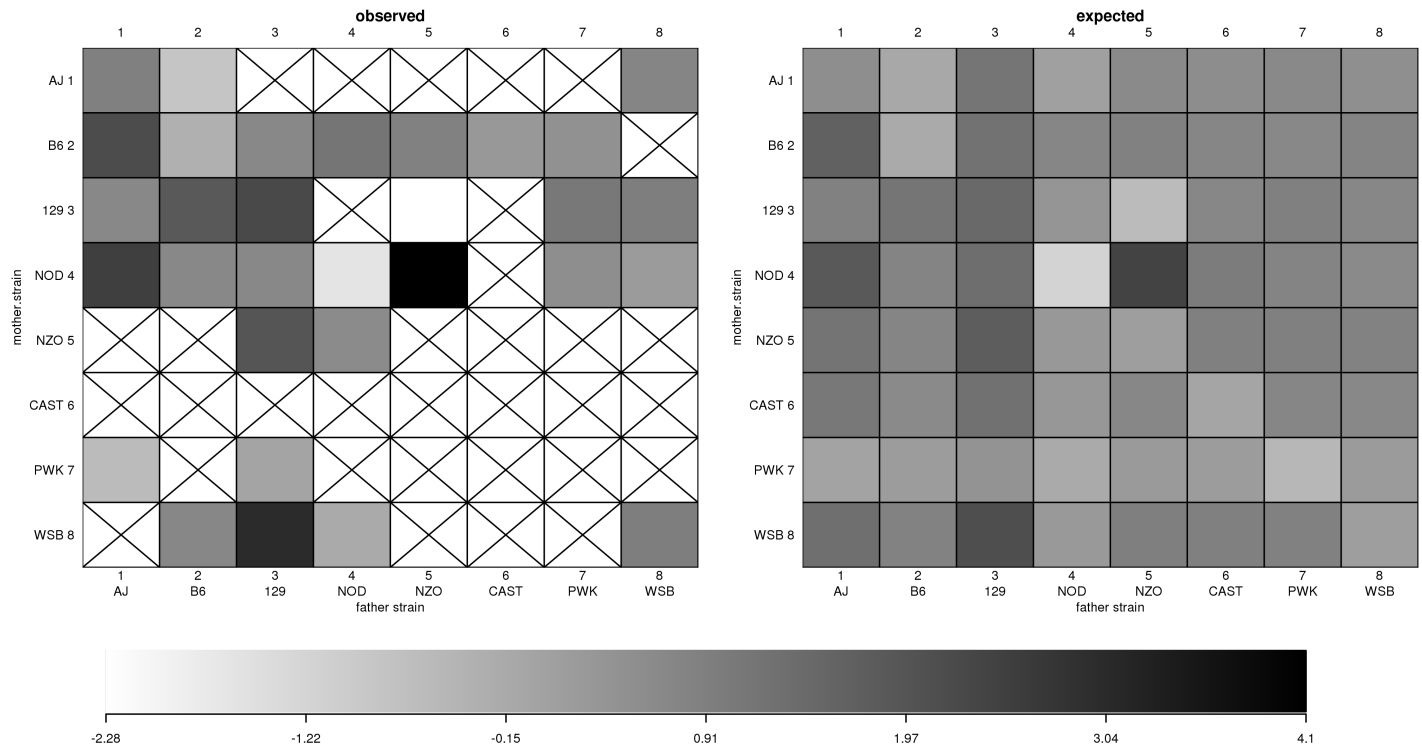 observed expected
1 2 3 4 5 6 7 8 1 2 3 4 5 6 7 8
AJ 1 AJ 1
B6 2 B6 2
129 3 129 3
NOD 4 NOD 4
mother.strain mother.strain
NZO 5 NZO 5
CAST 6 CAST 6
PWK 7 PWK 7
WSB 8 WSB 8
1 2 3 4 5 6 7 8 1 2 3 4 5 6 7 8
AJ B6 129 NOD NZO CAST PWK WSB AJ B6 129 NOD NZO CAST PWK WSB
father strain father strain
-2.28 -1.22 -0.15 0.91 1.97 3.04 4.1